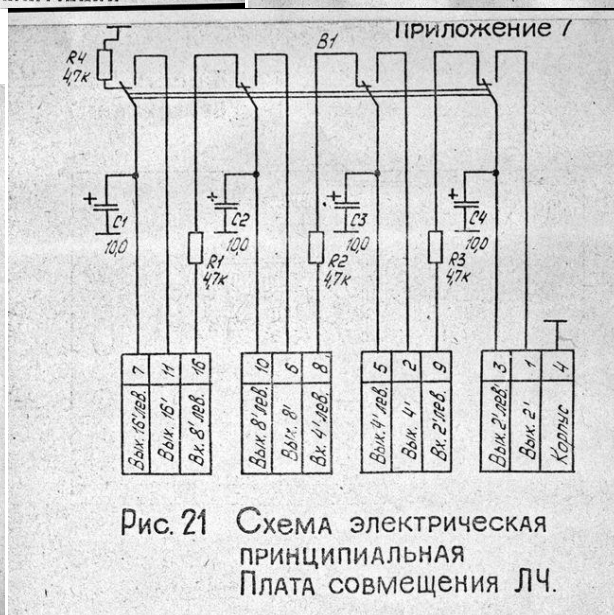 Приложение 7
В1
R4
4,7к
С1
10,0
R1
4,7к
С2
10,0
R2
4,7к
С3
10,0
R3
4,7к
С4
10,0
7 11 16 10 6 8 5 2 9 3 1 4
Вых. 16' лев.
Вых. 16'
Вх. 8' лев.
Вых. 8' лев.
Вых. 8'
Вх. 4' лев.
Вых. 4' лев.
Вых. 4'
Вх. 2' лев.
Вых. 2' лев.
Вых. 2'
Корпус
Рис. 21 Схема электрическая
принципиальная
Плата совмещения ЛЧ.